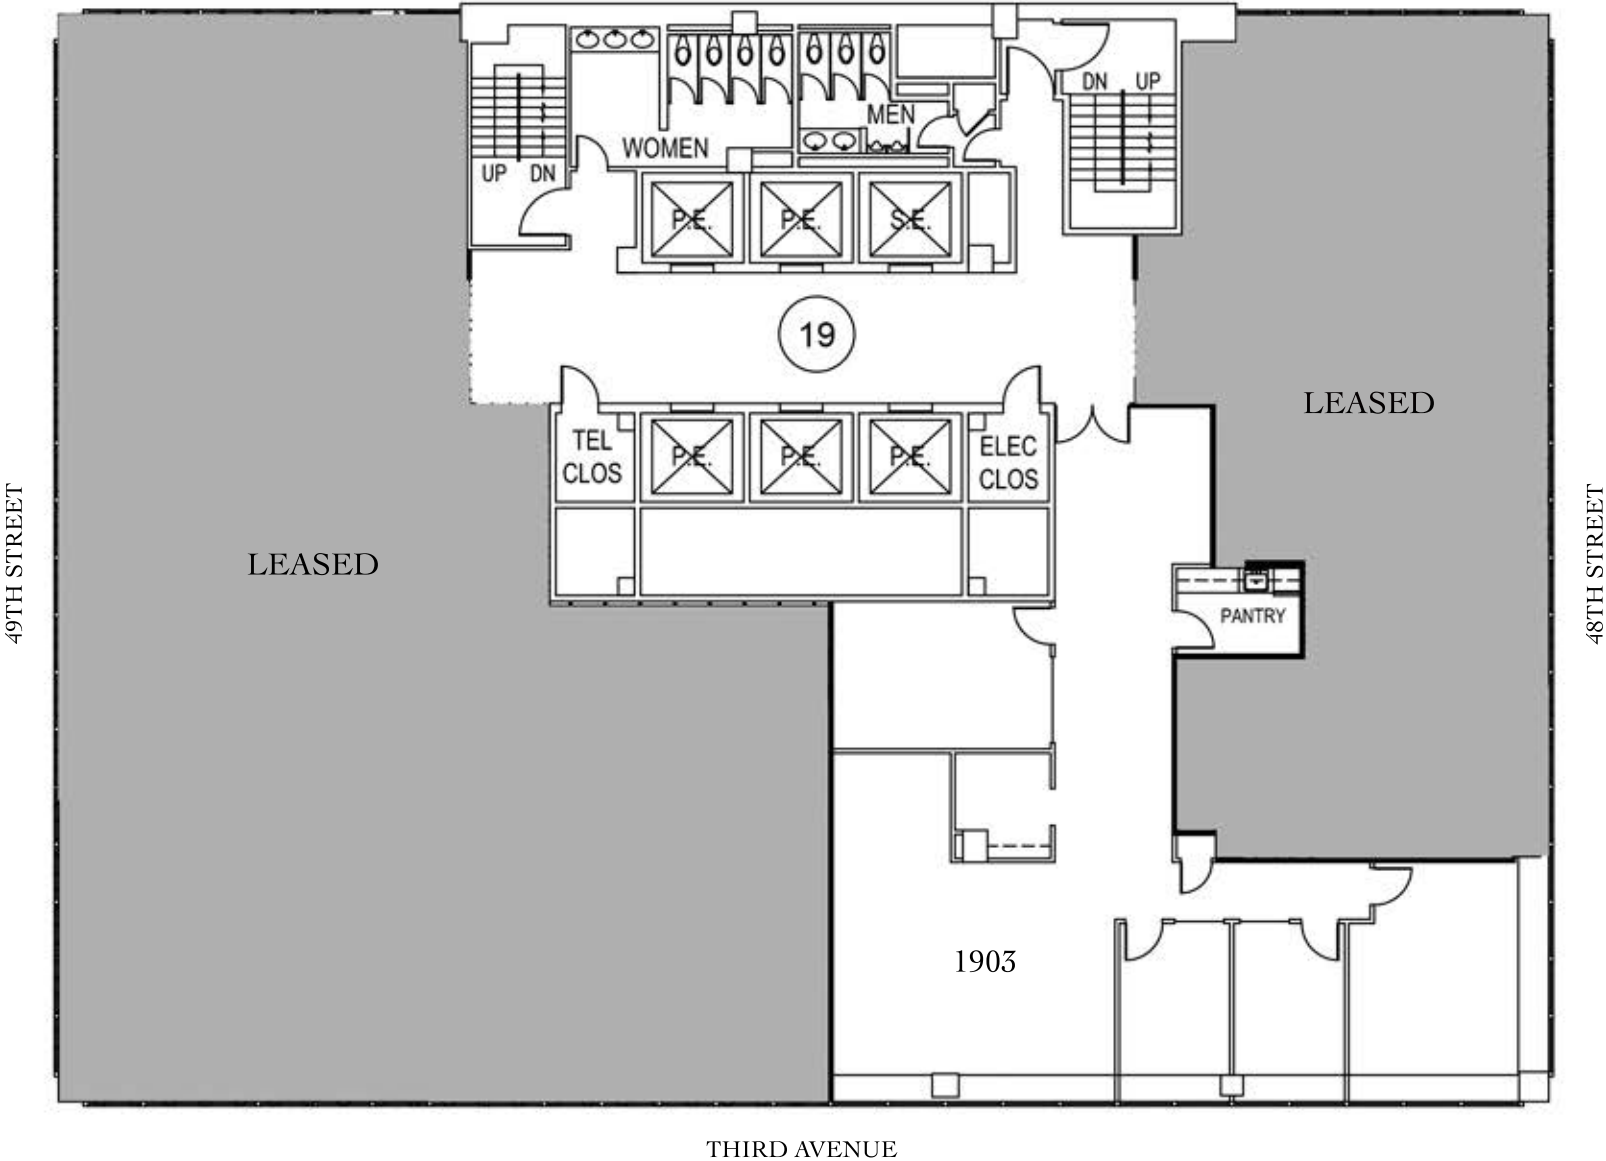 DN UP
MEN
WOMEN
UP DN
P.E. P.E. S.E.
19
LEASED
TEL
CLOS
P.E. P.E. P.E.
ELEC
CLOS
49TH STREET
LEASED
48TH STREET
PANTRY
1903
THIRD AVENUE